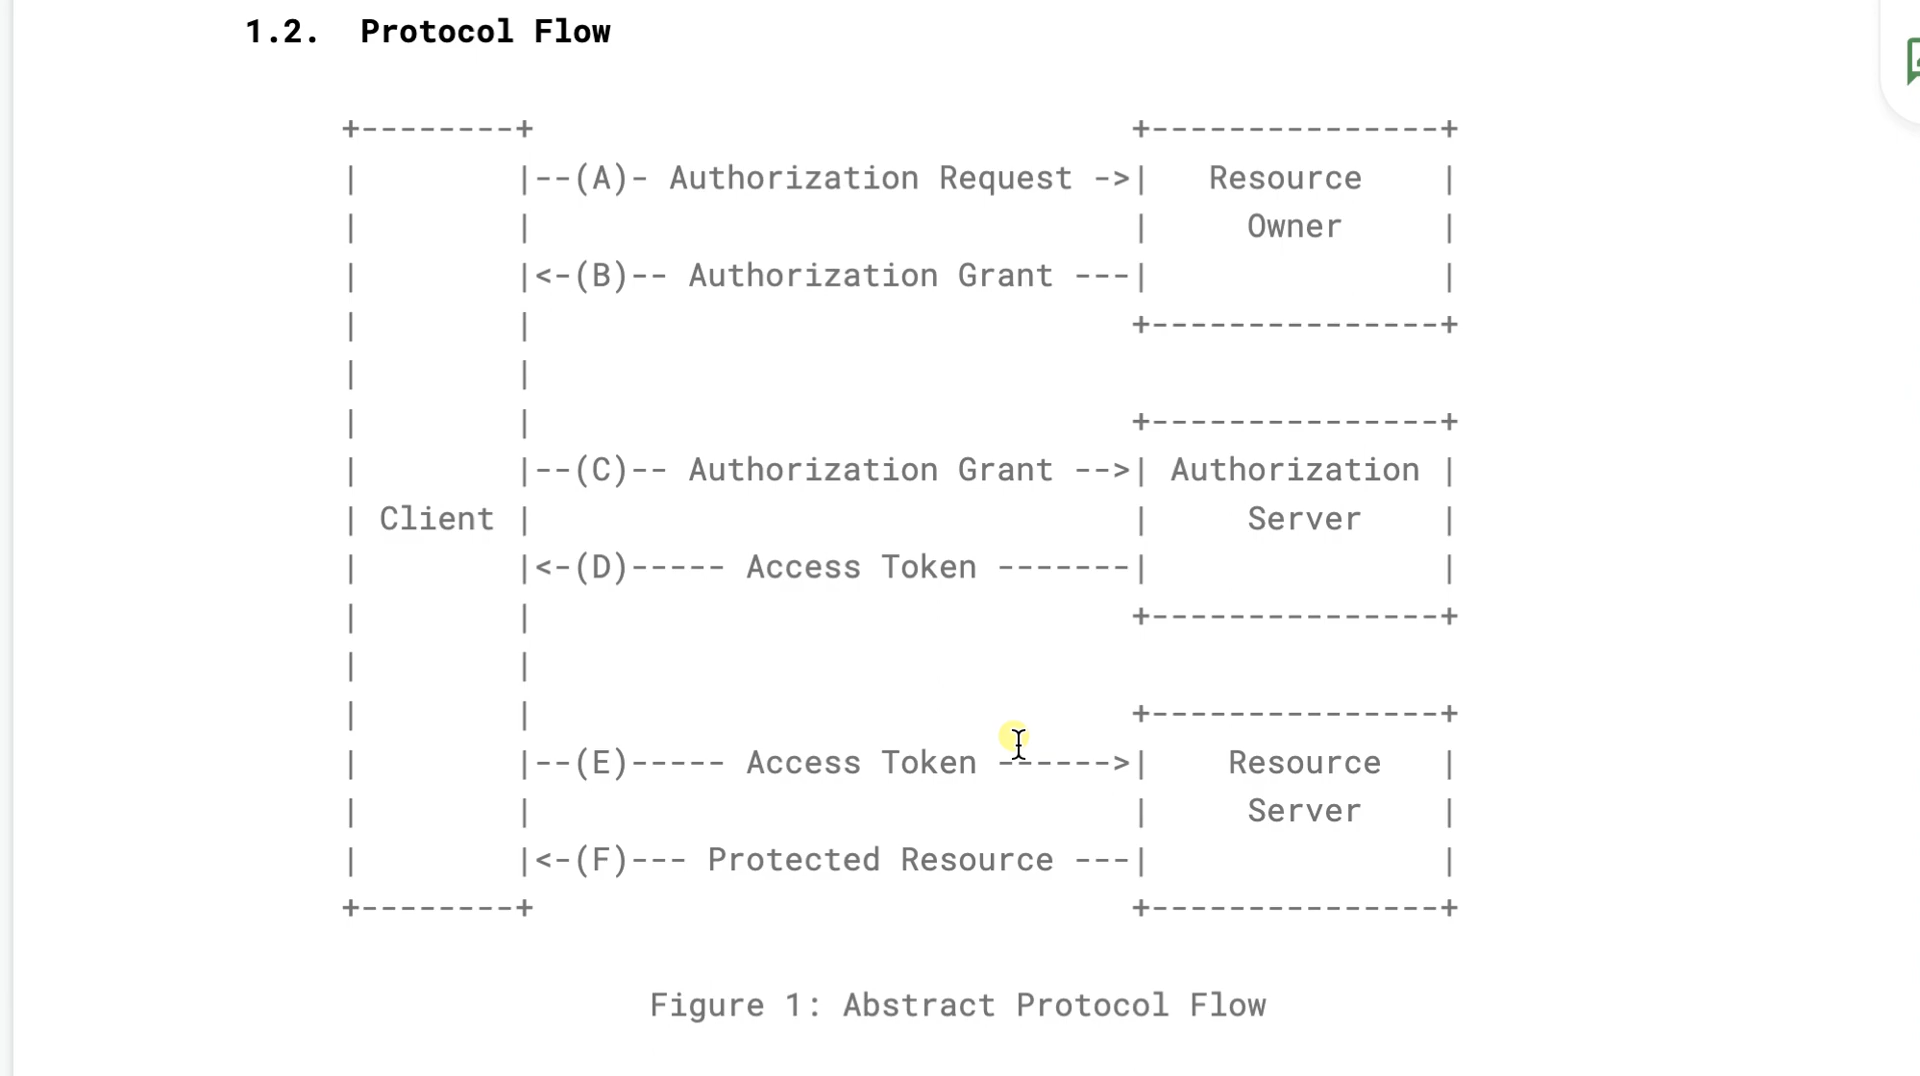 1.2.  Protocol Flow
+--------+                               +---------------+
|        |--(A)- Authorization Request ->|   Resource    |
|        |                               |     Owner     |
|        |<-(B)-- Authorization Grant ---|               |
|        |                               +---------------+
|        |
|        |                               +---------------+
|        |--(C)-- Authorization Grant -->| Authorization |
| Client |                               |     Server    |
|        |<-(D)----- Access Token -------|               |
|        |                               +---------------+
|        |
|        |                               +---------------+
|        |--(E)----- Access Token ------>|    Resource   |
|        |                               |     Server    |
|        |<-(F)--- Protected Resource ---|               |
+--------+                               +---------------+
Figure 1: Abstract Protocol Flow